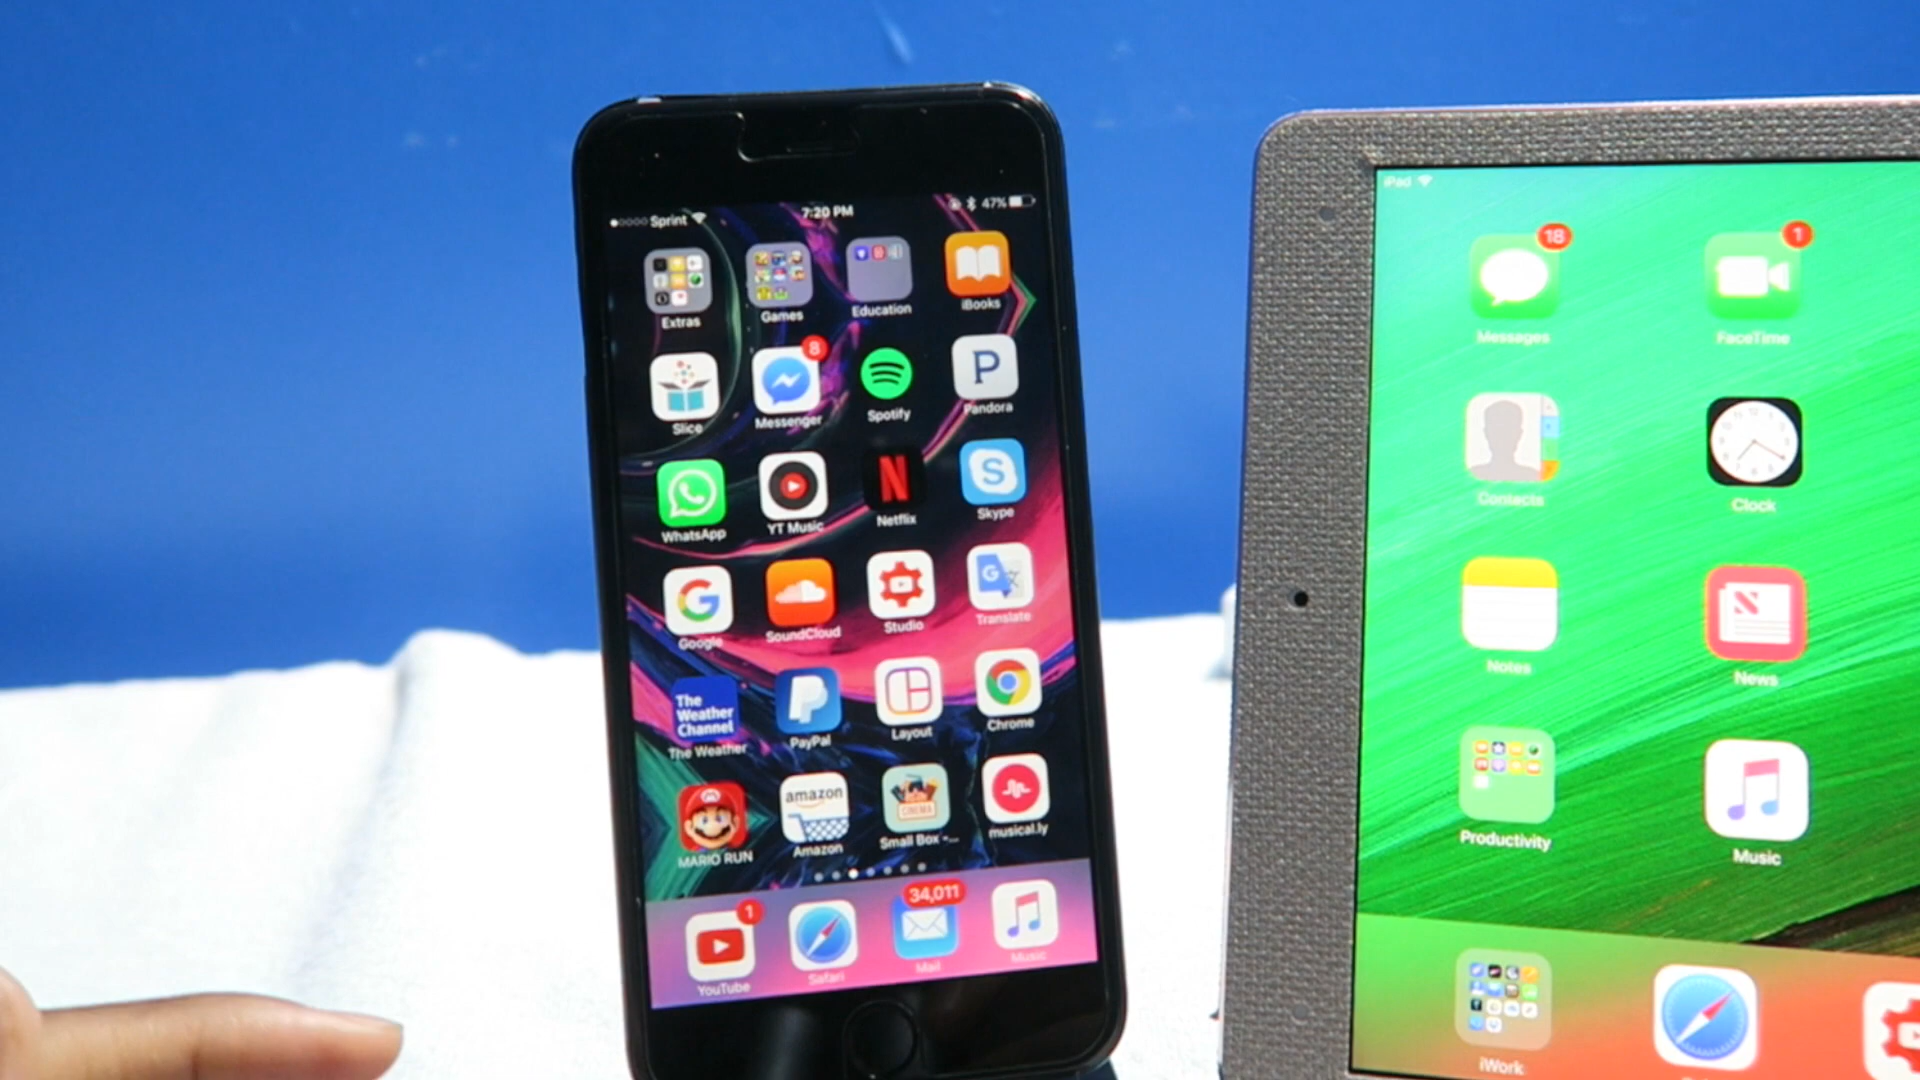 Sprint 7:20 PM 47%
Extras Games Education iBooks
8
Slice Messenger Spotify Pandora
P
WhatsApp YT Music Netflix Skype
N
S
Google SoundCloud Studio Translate
G
The
Weather
Channel
The Weather PayPal Layout Chrome
amazon
CINEMA
MARIO RUN Amazon Small Box -... musical.ly
1 34,011
YouTube Safari Mail Music
iPad
18 1
Messages FaceTime
Contacts Clock
Notes News
Productivity Music
iWork